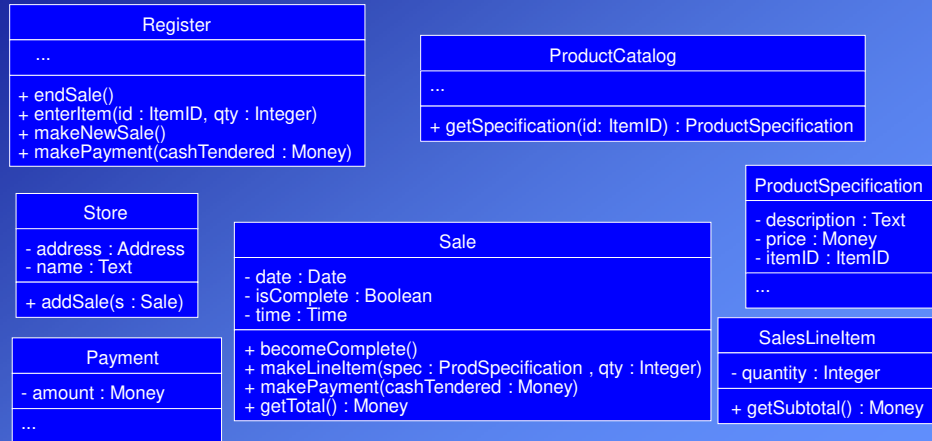 Register
...
+ endSale()
+ enterItem(id : ItemID, qty : Integer)
+ makeNewSale()
+ makePayment(cashTendered : Money)
ProductCatalog
...
+ getSpecification(id: ItemID) : ProductSpecification
ProductSpecification
- description : Text
- price : Money
- itemID : ItemID
...
Store
- address : Address
- name : Text
+ addSale(s : Sale)
Sale
- date : Date
- isComplete : Boolean
- time : Time
+ becomeComplete()
+ makeLineItem(spec : ProdSpecification , qty : Integer)
+ makePayment(cashTendered : Money)
+ getTotal() : Money
SalesLineItem
- quantity : Integer
+ getSubtotal() : Money
Payment
- amount : Money
...